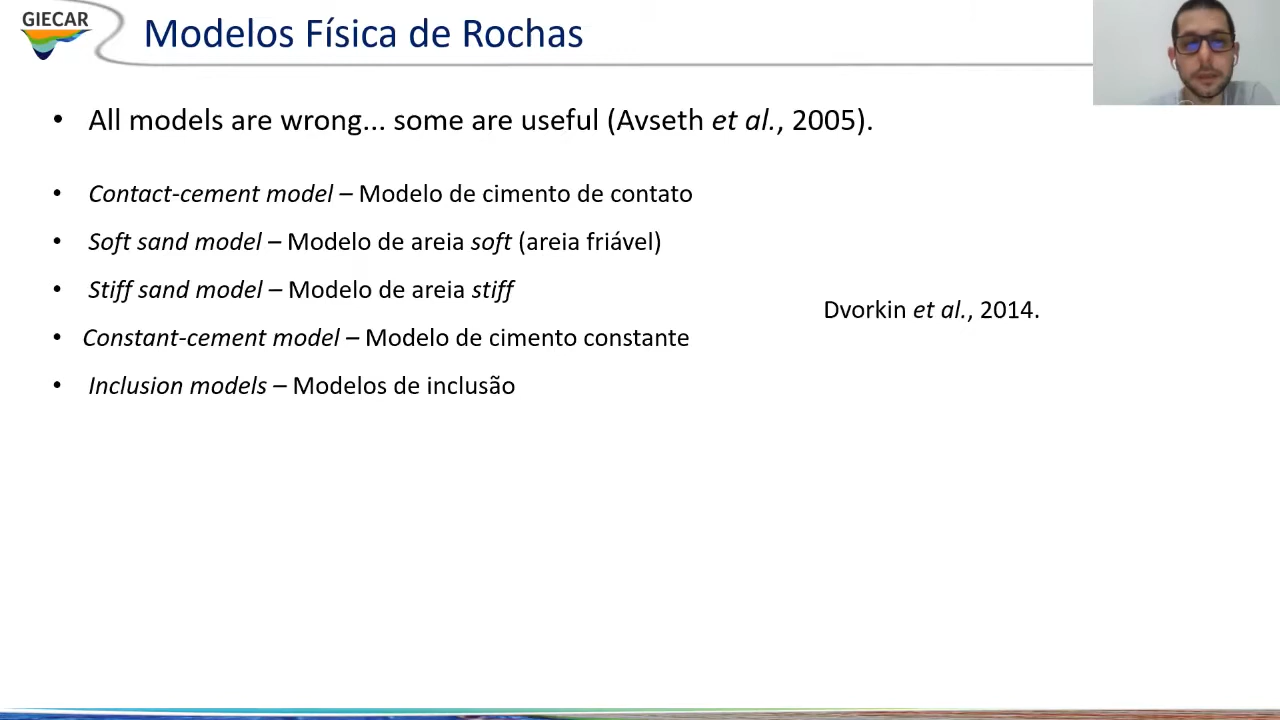 GIECAR
Modelos Física de Rochas
• All models are wrong... some are useful (Avseth et al., 2005).
• Contact-cement model – Modelo de cimento de contato
• Soft sand model – Modelo de areia soft (areia friável)
• Stiff sand model – Modelo de areia stiff
Dvorkin et al., 2014.
• Constant-cement model – Modelo de cimento constante
• Inclusion models – Modelos de inclusão